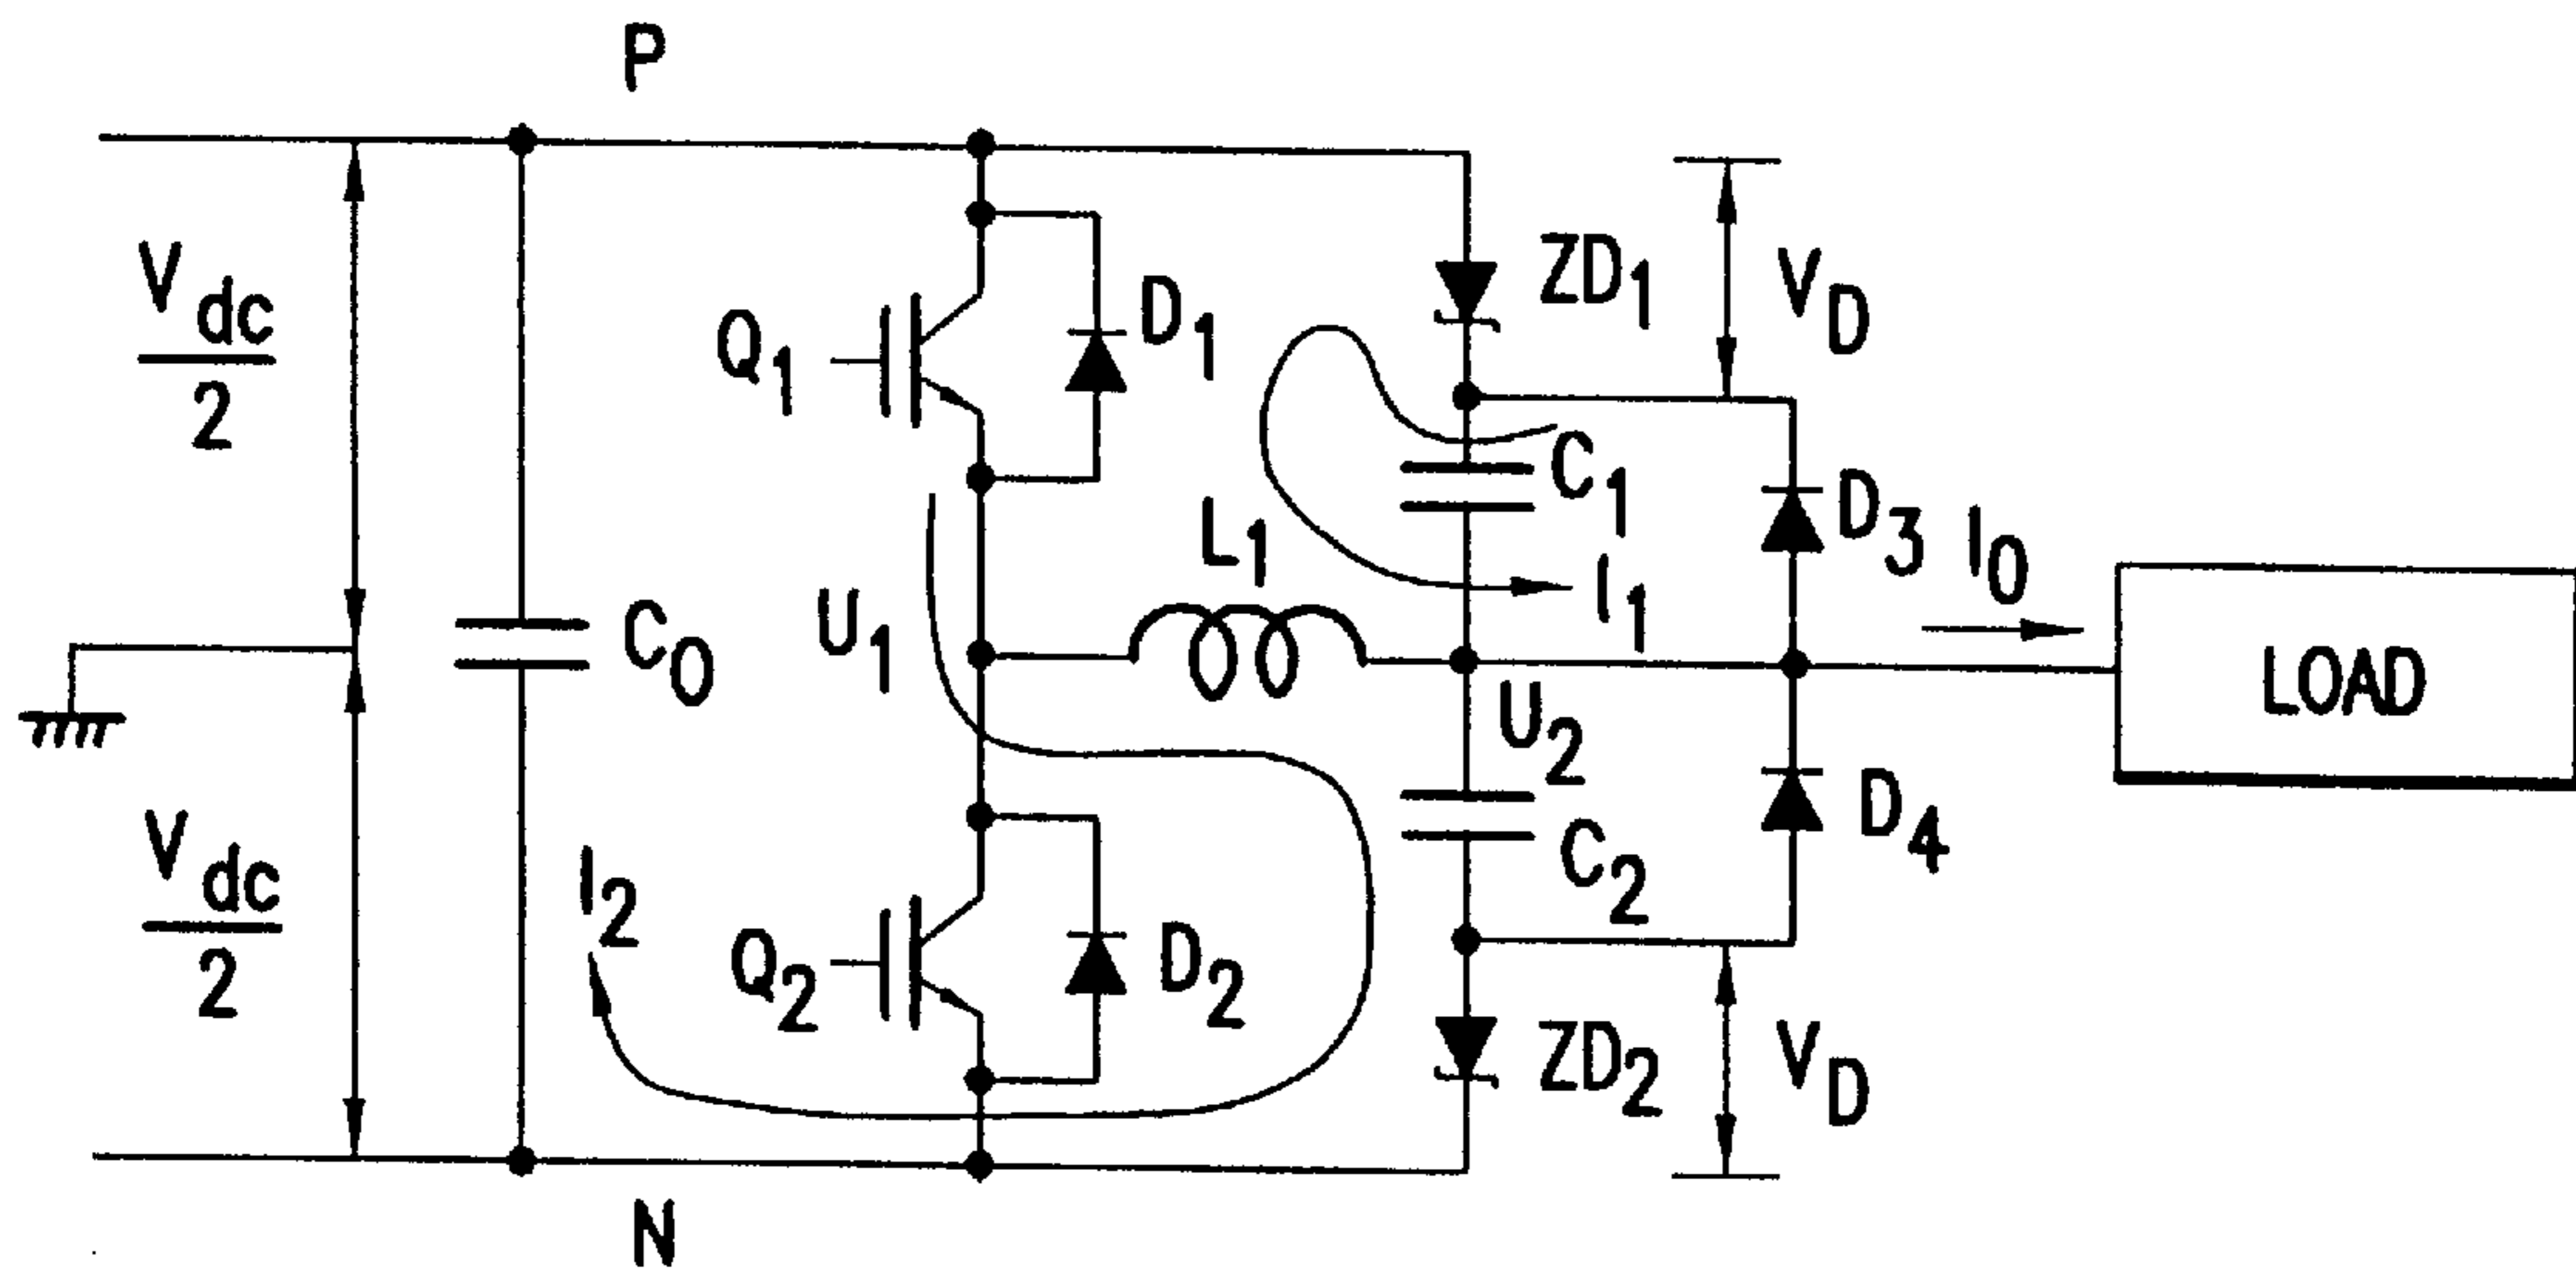 P
V_dc/2
C_0
Q_1
D_1
ZD_1
V_D
C_1
I_1
L_1
U_1
U_2
D_3
I_0
LOAD
V_dc/2
I_2
Q_2
D_2
C_2
D_4
ZD_2
V_D
N